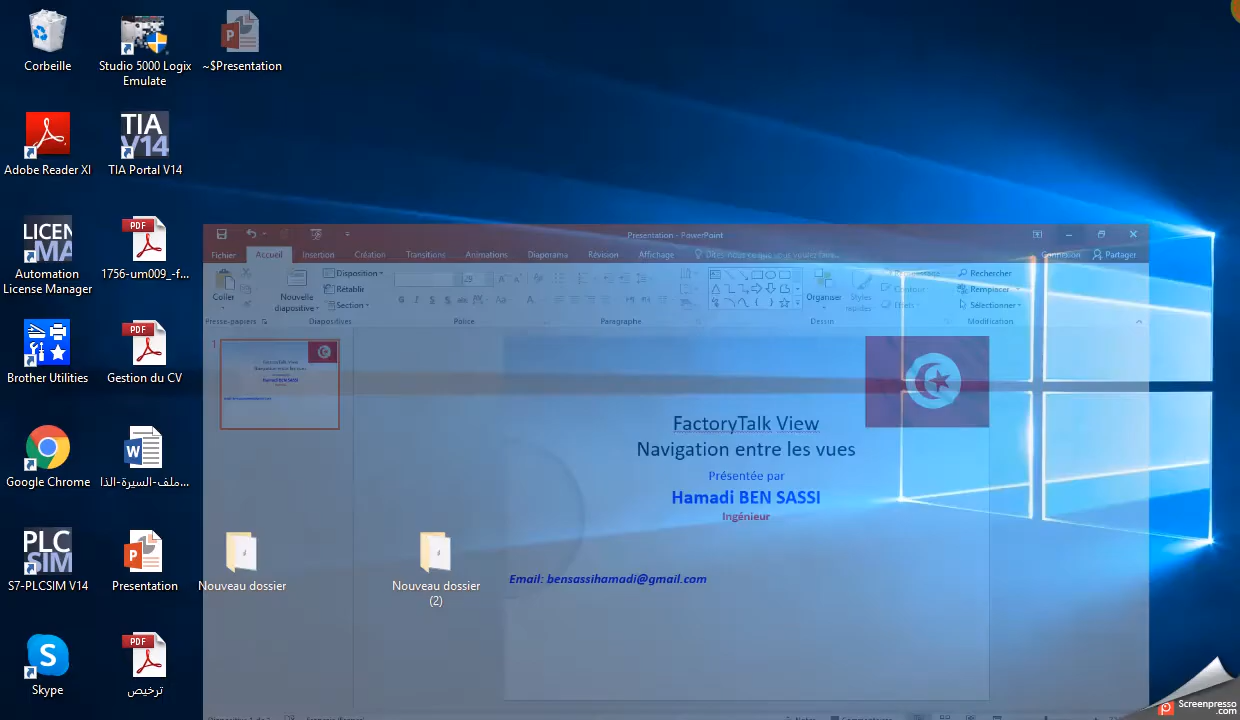 Corbeille
Studio 5000 Logix
Emulate
~$Presentation
Adobe Reader XI
TIA
V14
TIA Portal V14
LICEN
MA
Automation
License Manager
PDF
1756-um009_-f...
Brother Utilities
PDF
Gestion du CV
Google Chrome
ملف-السيرة-الذا...
PLC
SIM
S7-PLCSIM V14
Presentation
Nouveau dossier
Nouveau dossier
(2)
Skype
PDF
ترخيص
Presentation - PowerPoint
Fichier
Accueil
Insertion
Création
Transitions
Animations
Diaporama
Révision
Affichage
Connexion
Partager
Coller
Nouvelle
diapositive
Disposition
Rétablir
Section
Organiser
Styles
rapides
Rechercher
Remplacer
Sélectionner
Presse-papiers
Diapositives
Police
Paragraphe
Dessin
Modification
1
FactoryTalk View
Navigation entre les vues
Présentée par
Hamadi BEN SASSI
Ingénieur
Email: bensassihamadi@gmail.com
Screenpresso
.com